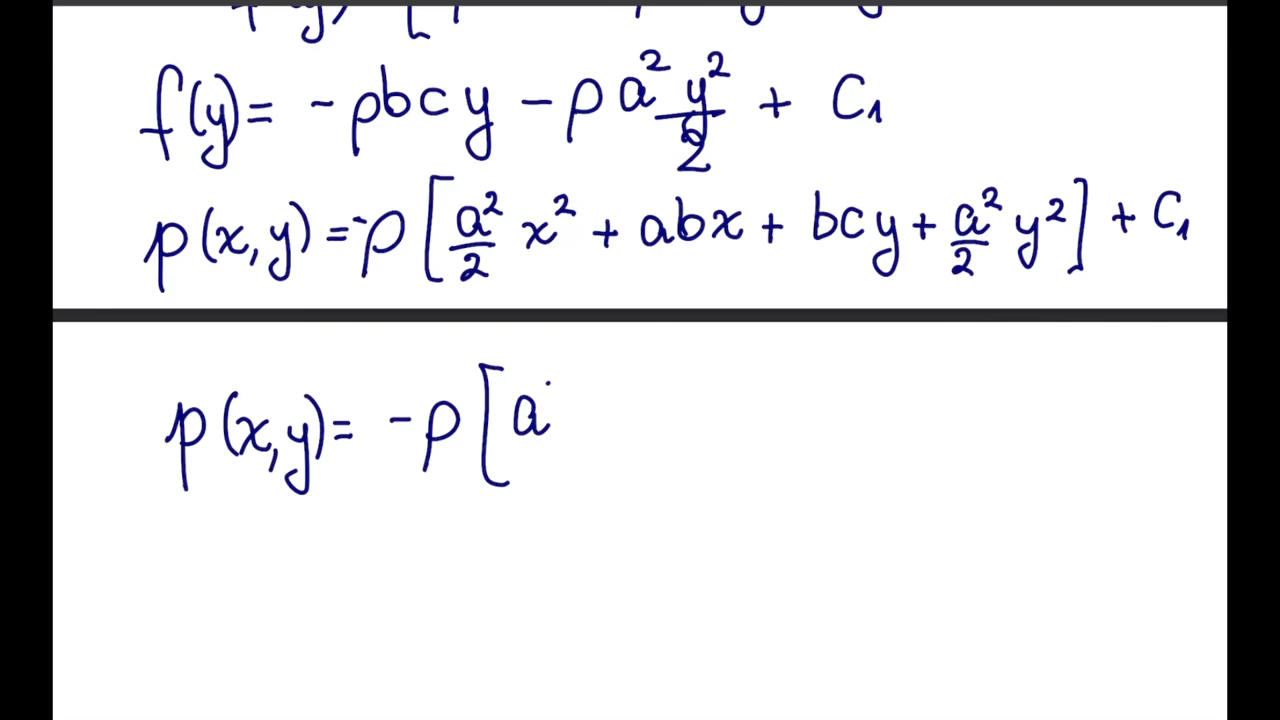 f(y) = - ρbcy - ρa² y²/2 + C₁
p(x,y) = -ρ[a²/2 x² + abx + bcy + a²/2 y²] + C₁
p(x,y) = -ρ[a